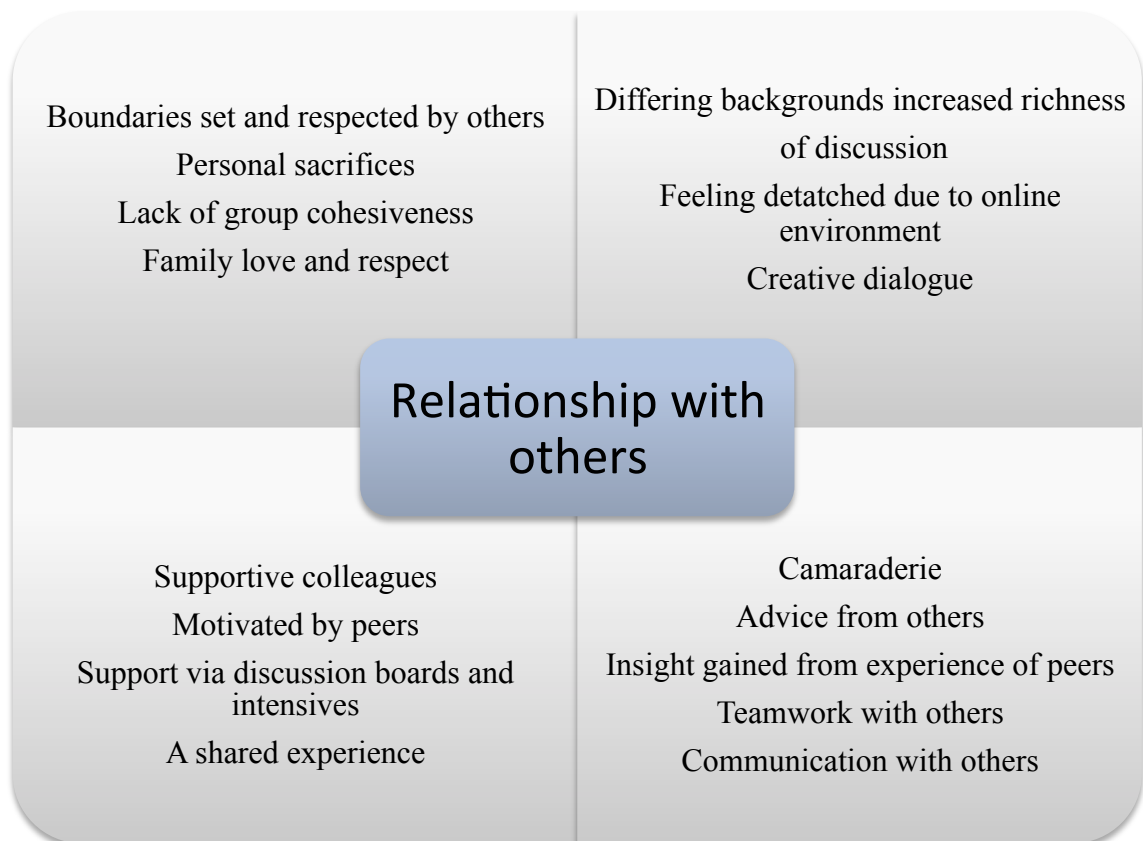 Boundaries set and respected by others
Personal sacrifices
Lack of group cohesiveness
Family love and respect
Differing backgrounds increased richness
of discussion
Feeling detatched due to online
environment
Creative dialogue
Relationship with
others
Supportive colleagues
Motivated by peers
Support via discussion boards and
intensives
A shared experience
Camaraderie
Advice from others
Insight gained from experience of peers
Teamwork with others
Communication with others